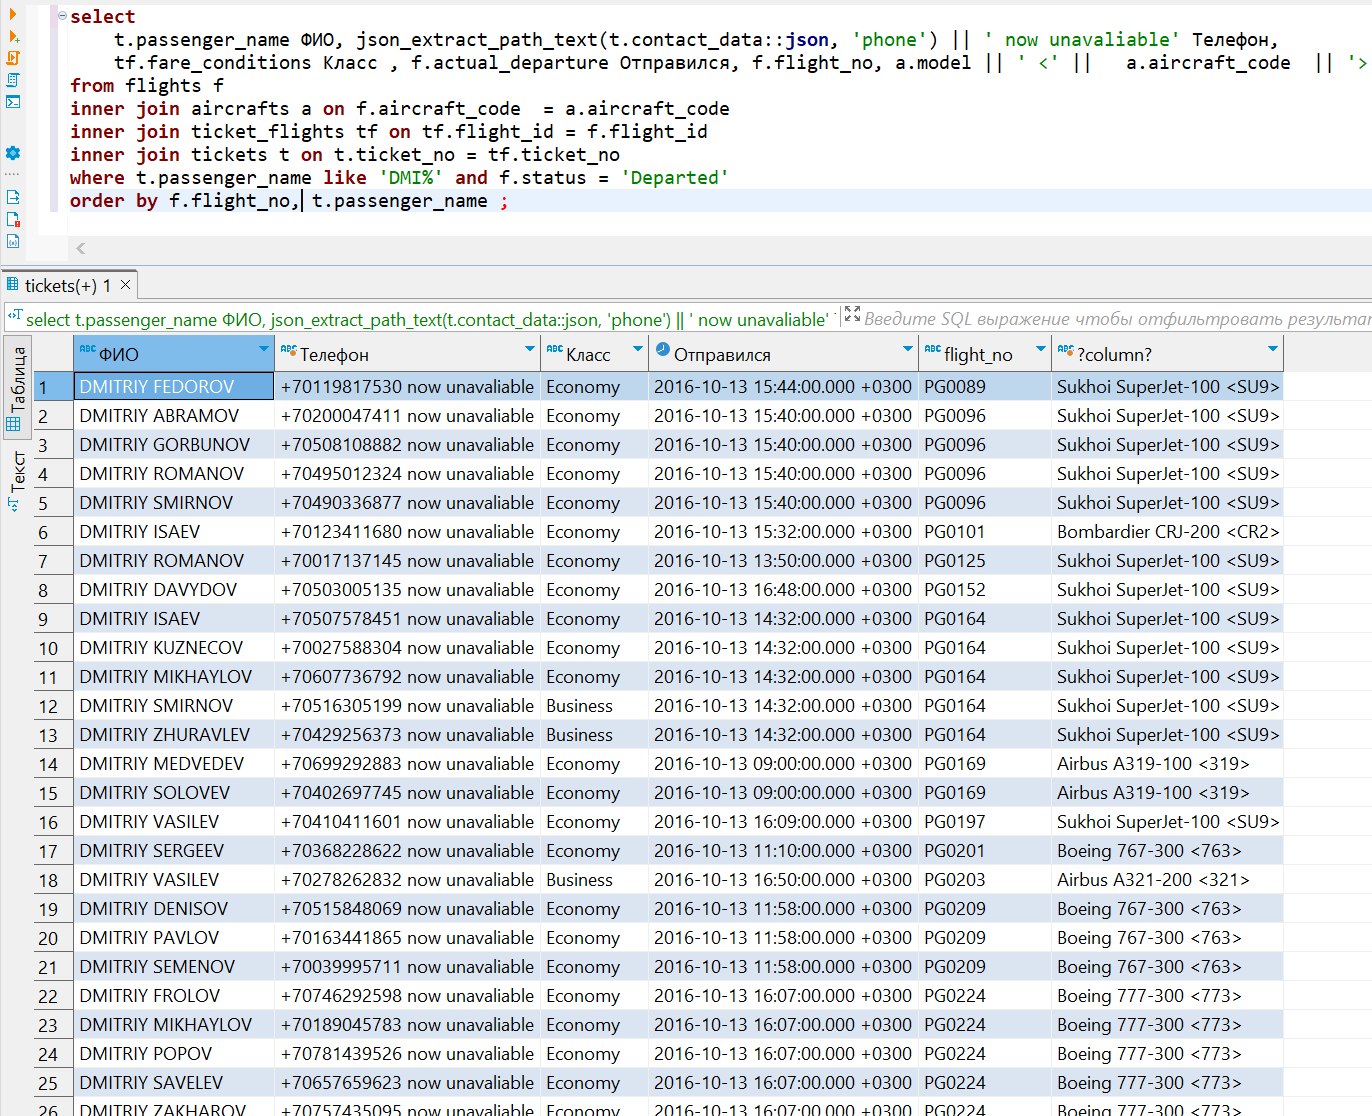 select
t.passenger_name ФИО, json_extract_path_text(t.contact_data::json, 'phone') || ' now unavaliable' Телефон,
tf.fare_conditions Класс , f.actual_departure Отправился, f.flight_no, a.model || ' <' || a.aircraft_code || '>
from flights f
inner join aircrafts a on f.aircraft_code = a.aircraft_code
inner join ticket_flights tf on tf.flight_id = f.flight_id
inner join tickets t on t.ticket_no = tf.ticket_no
where t.passenger_name like 'DMI%' and f.status = 'Departed'
order by f.flight_no, t.passenger_name ;
tickets(+) 1
select t.passenger_name ФИО, json_extract_path_text(t.contact_data::json, 'phone') || ' now unavaliable' Введите SQL выражение чтобы отфильтровать результат
Таблица
Текст
ФИО Телефон Класс Отправился flight_no ?column?
1 DMITRIY FEDOROV +70119817530 now unavaliable Economy 2016-10-13 15:44:00.000 +0300 PG0089 Sukhoi SuperJet-100 <SU9>
2 DMITRIY ABRAMOV +70200047411 now unavaliable Economy 2016-10-13 15:40:00.000 +0300 PG0096 Sukhoi SuperJet-100 <SU9>
3 DMITRIY GORBUNOV +70508108882 now unavaliable Economy 2016-10-13 15:40:00.000 +0300 PG0096 Sukhoi SuperJet-100 <SU9>
4 DMITRIY ROMANOV +70495012324 now unavaliable Economy 2016-10-13 15:40:00.000 +0300 PG0096 Sukhoi SuperJet-100 <SU9>
5 DMITRIY SMIRNOV +70490336877 now unavaliable Economy 2016-10-13 15:40:00.000 +0300 PG0096 Sukhoi SuperJet-100 <SU9>
6 DMITRIY ISAEV +70123411680 now unavaliable Economy 2016-10-13 15:32:00.000 +0300 PG0101 Bombardier CRJ-200 <CR2>
7 DMITRIY ROMANOV +70017137145 now unavaliable Economy 2016-10-13 13:50:00.000 +0300 PG0125 Sukhoi SuperJet-100 <SU9>
8 DMITRIY DAVYDOV +70503005135 now unavaliable Economy 2016-10-13 16:48:00.000 +0300 PG0152 Sukhoi SuperJet-100 <SU9>
9 DMITRIY ISAEV +70507578451 now unavaliable Economy 2016-10-13 14:32:00.000 +0300 PG0164 Sukhoi SuperJet-100 <SU9>
10 DMITRIY KUZNECOV +70027588304 now unavaliable Economy 2016-10-13 14:32:00.000 +0300 PG0164 Sukhoi SuperJet-100 <SU9>
11 DMITRIY MIKHAYLOV +70607736792 now unavaliable Economy 2016-10-13 14:32:00.000 +0300 PG0164 Sukhoi SuperJet-100 <SU9>
12 DMITRIY SMIRNOV +70516305199 now unavaliable Business 2016-10-13 14:32:00.000 +0300 PG0164 Sukhoi SuperJet-100 <SU9>
13 DMITRIY ZHURAVLEV +70429256373 now unavaliable Business 2016-10-13 14:32:00.000 +0300 PG0164 Sukhoi SuperJet-100 <SU9>
14 DMITRIY MEDVEDEV +70699292883 now unavaliable Economy 2016-10-13 09:00:00.000 +0300 PG0169 Airbus A319-100 <319>
15 DMITRIY SOLOVEV +70402697745 now unavaliable Economy 2016-10-13 09:00:00.000 +0300 PG0169 Airbus A319-100 <319>
16 DMITRIY VASILEV +70410411601 now unavaliable Economy 2016-10-13 16:09:00.000 +0300 PG0197 Sukhoi SuperJet-100 <SU9>
17 DMITRIY SERGEEV +70368228622 now unavaliable Economy 2016-10-13 11:10:00.000 +0300 PG0201 Boeing 767-300 <763>
18 DMITRIY VASILEV +70278262832 now unavaliable Business 2016-10-13 16:50:00.000 +0300 PG0203 Airbus A321-200 <321>
19 DMITRIY DENISOV +70515848069 now unavaliable Economy 2016-10-13 11:58:00.000 +0300 PG0209 Boeing 767-300 <763>
20 DMITRIY PAVLOV +70163441865 now unavaliable Economy 2016-10-13 11:58:00.000 +0300 PG0209 Boeing 767-300 <763>
21 DMITRIY SEMENOV +70039995711 now unavaliable Economy 2016-10-13 11:58:00.000 +0300 PG0209 Boeing 767-300 <763>
22 DMITRIY FROLOV +70746292598 now unavaliable Economy 2016-10-13 16:07:00.000 +0300 PG0224 Boeing 777-300 <773>
23 DMITRIY MIKHAYLOV +70189045783 now unavaliable Economy 2016-10-13 16:07:00.000 +0300 PG0224 Boeing 777-300 <773>
24 DMITRIY POPOV +70781439526 now unavaliable Economy 2016-10-13 16:07:00.000 +0300 PG0224 Boeing 777-300 <773>
25 DMITRIY SAVELEV +70657659623 now unavaliable Economy 2016-10-13 16:07:00.000 +0300 PG0224 Boeing 777-300 <773>
26 DMITRIY ZAKHAROV +70757435095 now unavaliable Economy 2016-10-13 16:07:00.000 +0300 PG0224 Boeing 777-300 <773>